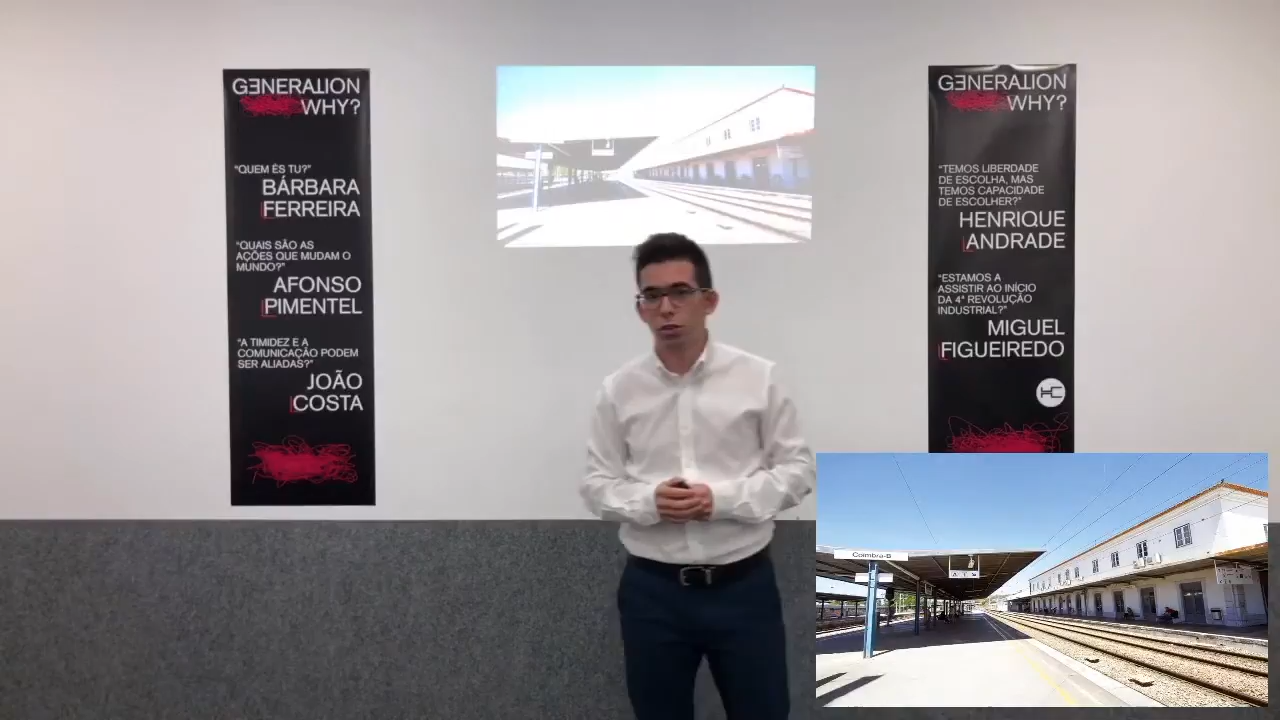 GENERATION
WHY?
"QUEM ÉS TU?"
BÁRBARA
FERREIRA
"QUAIS SÃO AS
AÇÕES QUE MUDAM O
MUNDO?"
AFONSO
PIMENTEL
"A TIMIDEZ E A
COMUNICAÇÃO PODEM
SER ALIADAS?"
JOÃO
COSTA
GENERATION
WHY?
"TEMOS LIBERDADE
DE ESCOLHA, MAS
TEMOS CAPACIDADE
DE ESCOLHER?"
HENRIQUE
ANDRADE
"ESTAMOS A
ASSISTIR AO INÍCIO
DA 4ª REVOLUÇÃO
INDUSTRIAL?"
MIGUEL
FIGUEIREDO
HC
Coimbra-B